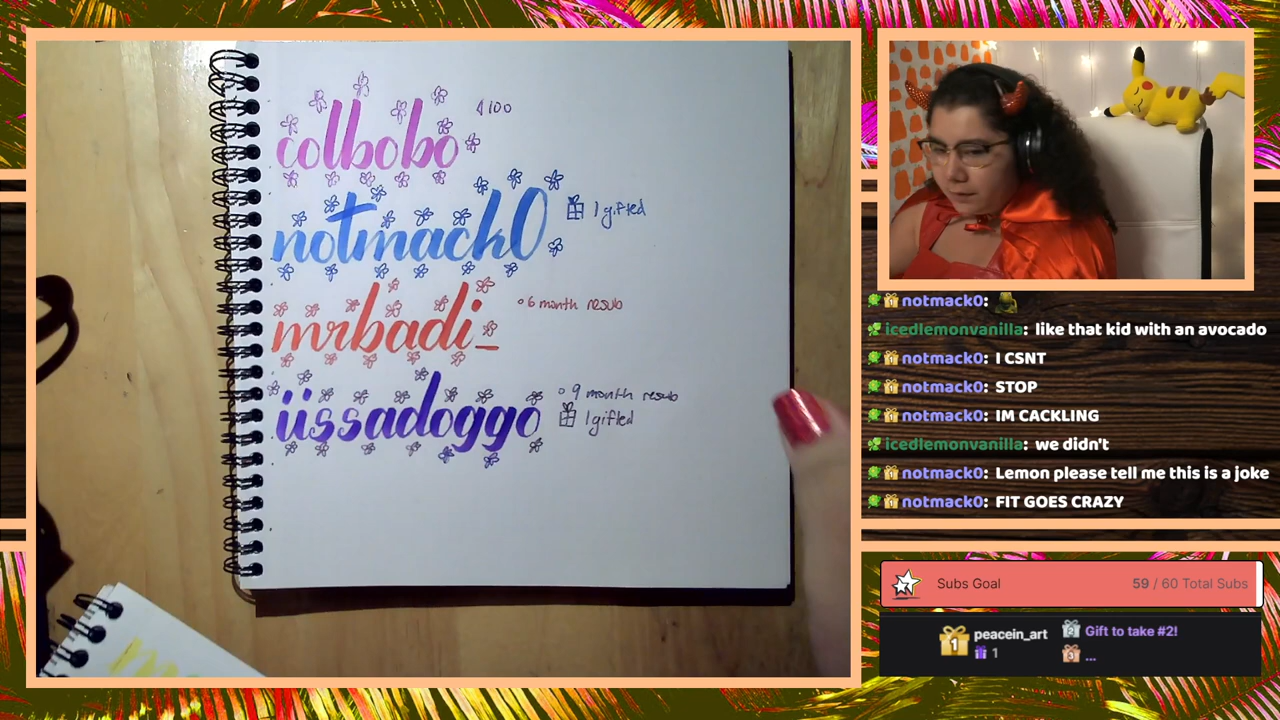 colbobo
100
notmack0
1 gifted
mrbadi_
6 month resub
iissadoggo
9 month resub
1 gifted
notmack0:
icedlemonvanilla: like that kid with an avocado
notmack0: I CSNT
notmack0: STOP
notmack0: IM CACKLING
icedlemonvanilla: we didn't
notmack0: Lemon please tell me this is a joke
notmack0: FIT GOES CRAZY
Subs Goal
59 / 60 Total Subs
1 peacein_art
1
2 Gift to take #2!
3 ...